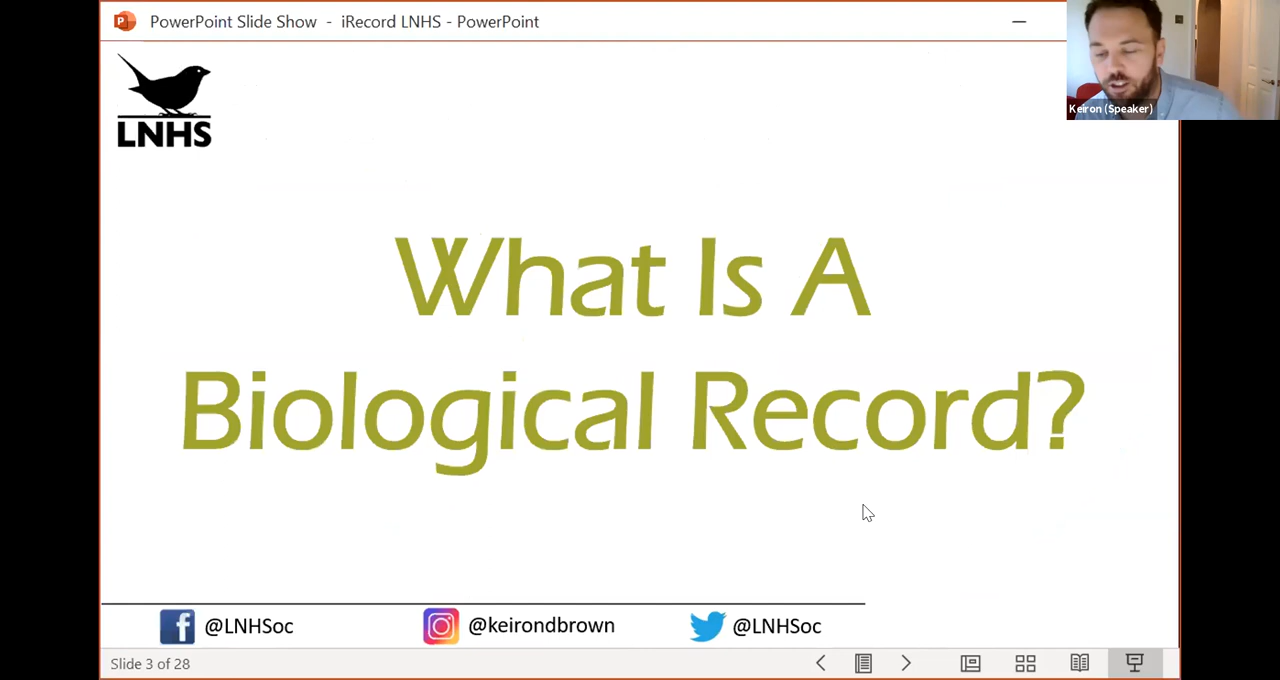 PowerPoint Slide Show - iRecord LNHS - PowerPoint
Keiron (Speaker)
LNHS
What Is A
Biological Record?
@LNHSoc
@keirondbrown
@LNHSoc
Slide 3 of 28